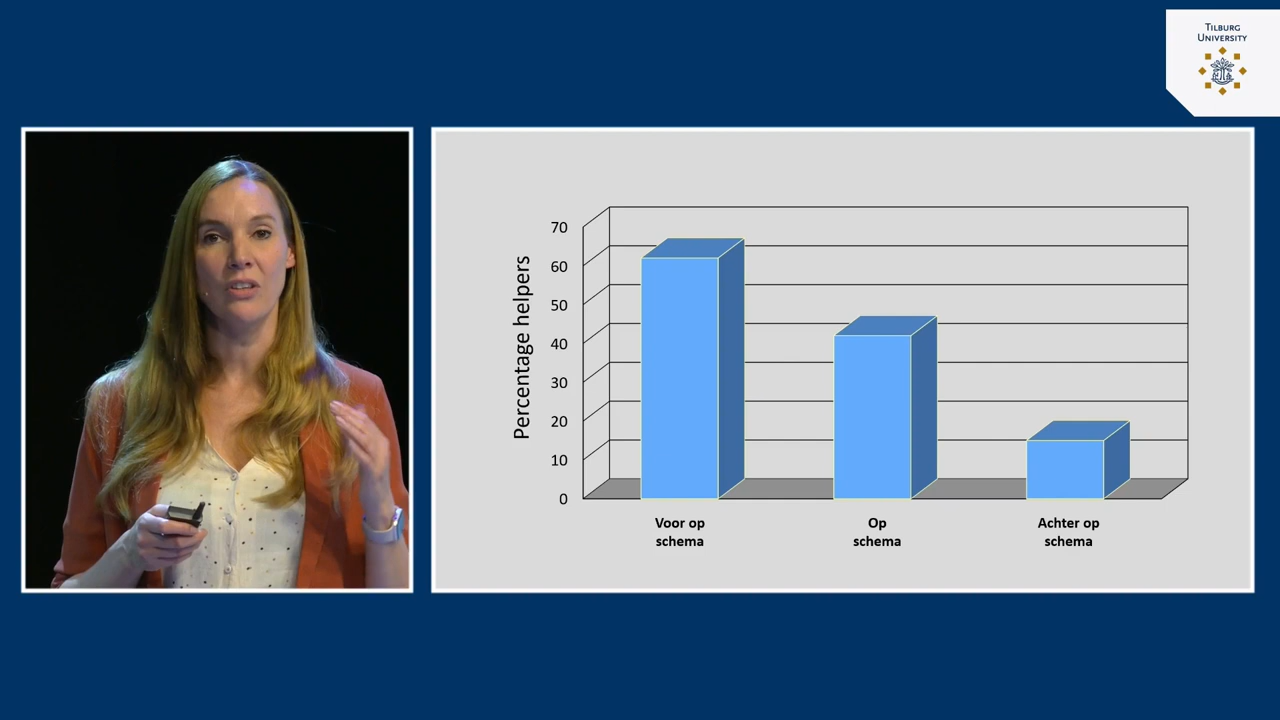 TILBURG
UNIVERSITY
Percentage helpers
70
60
50
40
30
20
10
0
Voor op
schema
Op
schema
Achter op
schema